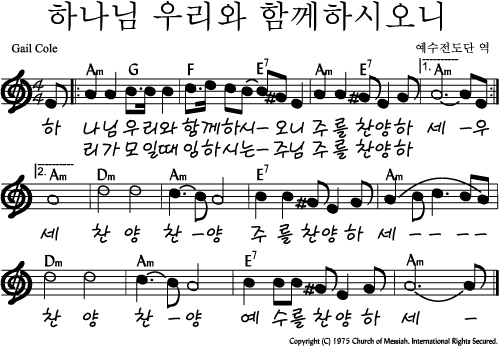 하나님 우리와 함께하시오니
Gail Cole
예수전도단 역
Am G F E7 Am E7 1. Am
하 나님우리와함께하시-오니주를찬양하 세-우
리가모일때임하시는-주님주를찬양하
2. Am Dm Am E7 Am
세 찬 양 찬-양 주를찬양하세----
Dm Am E7 Am
찬 양 찬-양 예 수를찬양하 세 -
Copyright (C) 1975 Church of Messiah. International Rights Secured.